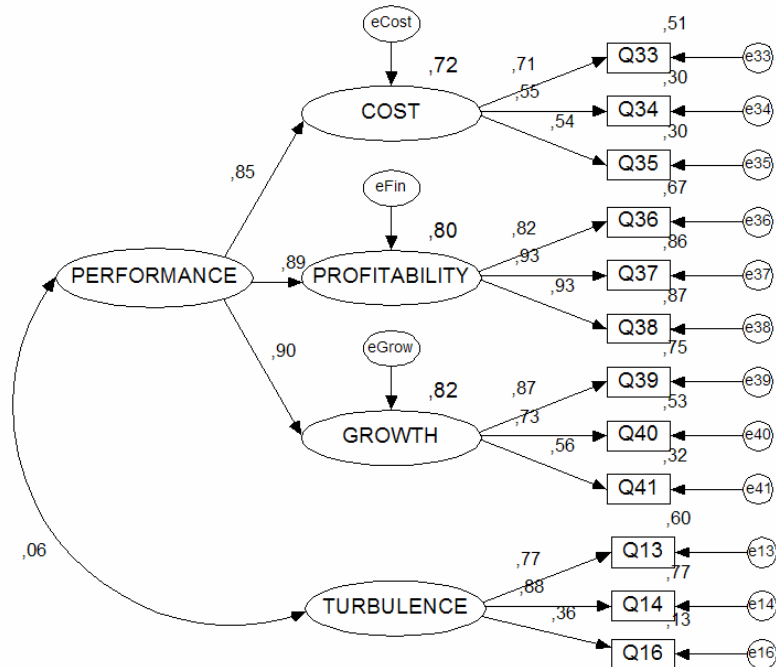 ,51
eCost
,72
,71
Q33
e33
,30
COST
,55
Q34
e34
,54
,30
Q35
e35
,85
,67
eFin
,80
,82
Q36
e36
,86
PERFORMANCE
,89
PROFITABILITY
,93
Q37
e37
,93
,87
Q38
e38
,90
,75
eGrow
,82
,87
Q39
e39
,53
GROWTH
,73
Q40
e40
,56
,32
Q41
e41
,60
,06
,77
Q13
e13
,77
TURBULENCE
,88
Q14
e14
,36
,13
Q16
e16